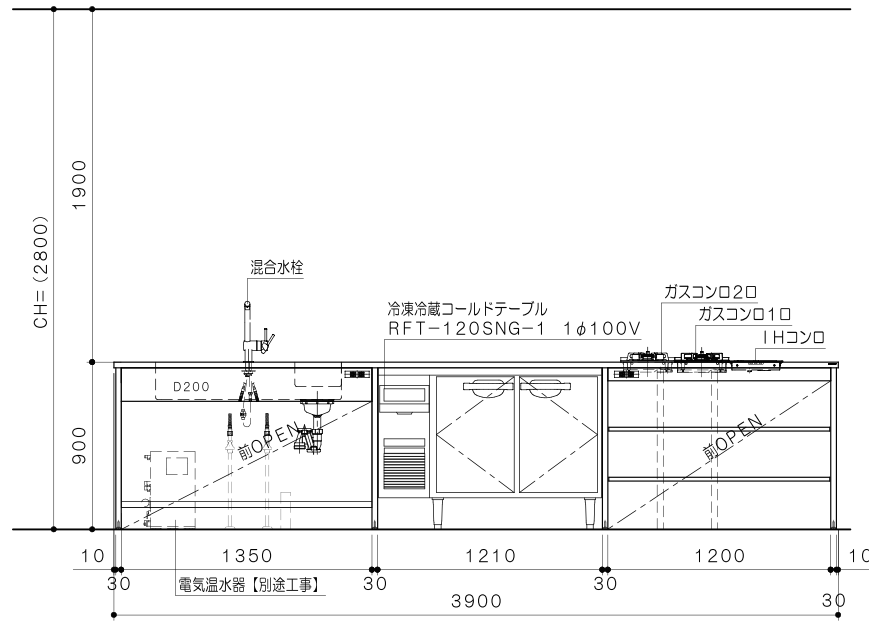 1900
CH=(2800)
混合水栓
冷凍冷蔵コールドテーブル
RFT-120SNG-1 1φ100V
ガスコンロ2口
ガスコンロ1口
IHコンロ
D200
900
前OPEN
前OPEN
10
1350
1210
1200
10
30
電気温水器【別途工事】
30
30
30
3900